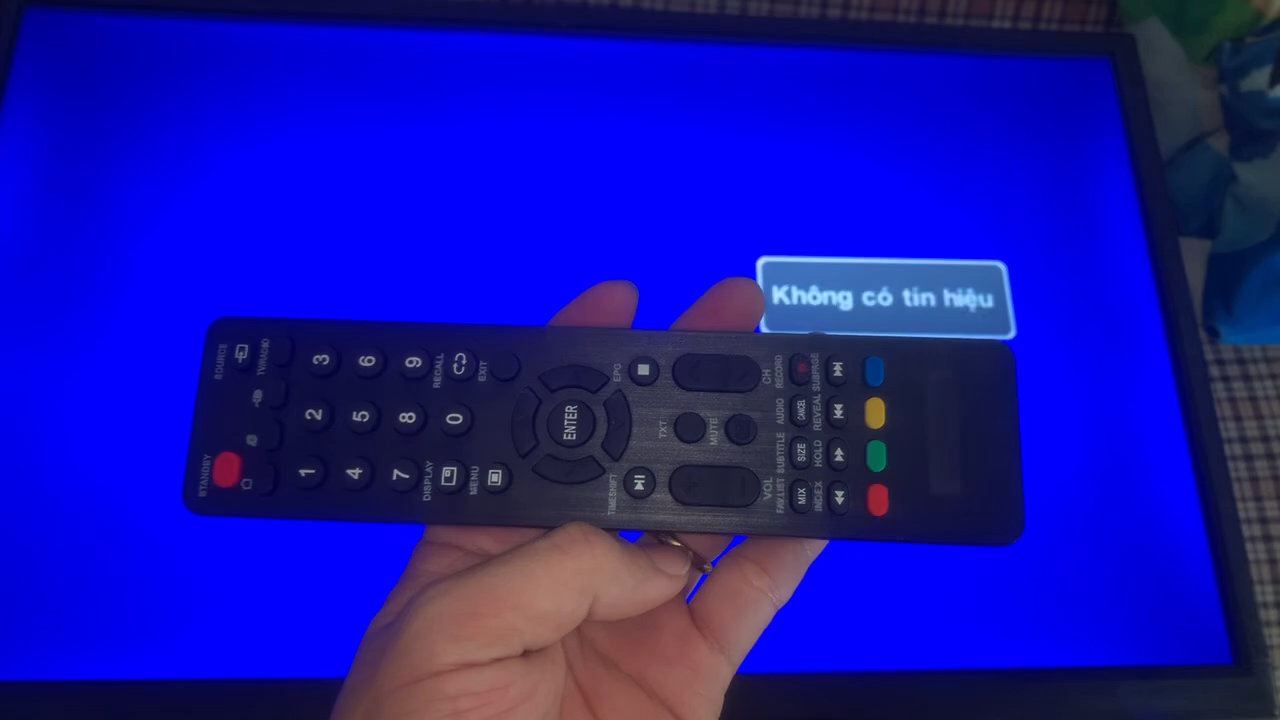 Không có tín hiệu
STANDBY
SOURCE
TV/RADIO
1
2
3
4
5
6
7
8
9
DISPLAY
0
RECALL
MENU
EXIT
ENTER
TIMESHIFT
EPG
TXT
MUTE
VOL
CH
FAV.LIST
SUBTITLE
AUDIO
RECORD
MIX
SIZE
CANCEL
INDEX
HOLD
REVEAL
SUBPAGE